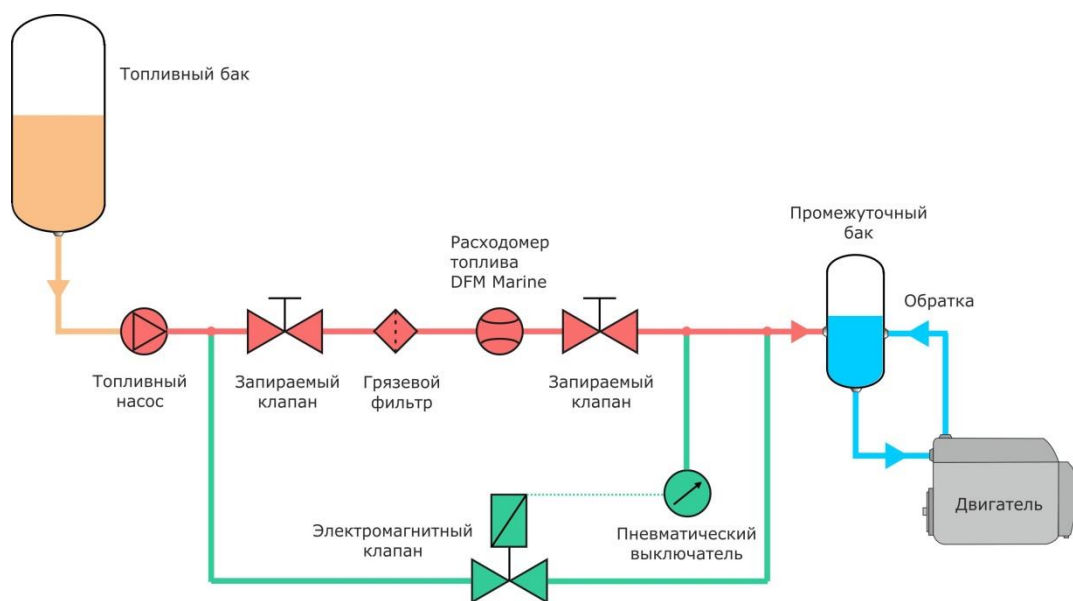 Топливный бак
Промежуточный
бак
Расходомер
топлива
DFM Marine
Обратка
Топливный
насос
Запираемый
клапан
Грязевой
фильтр
Запираемый
клапан
Двигатель
Электромагнитный
клапан
Пневматический
выключатель